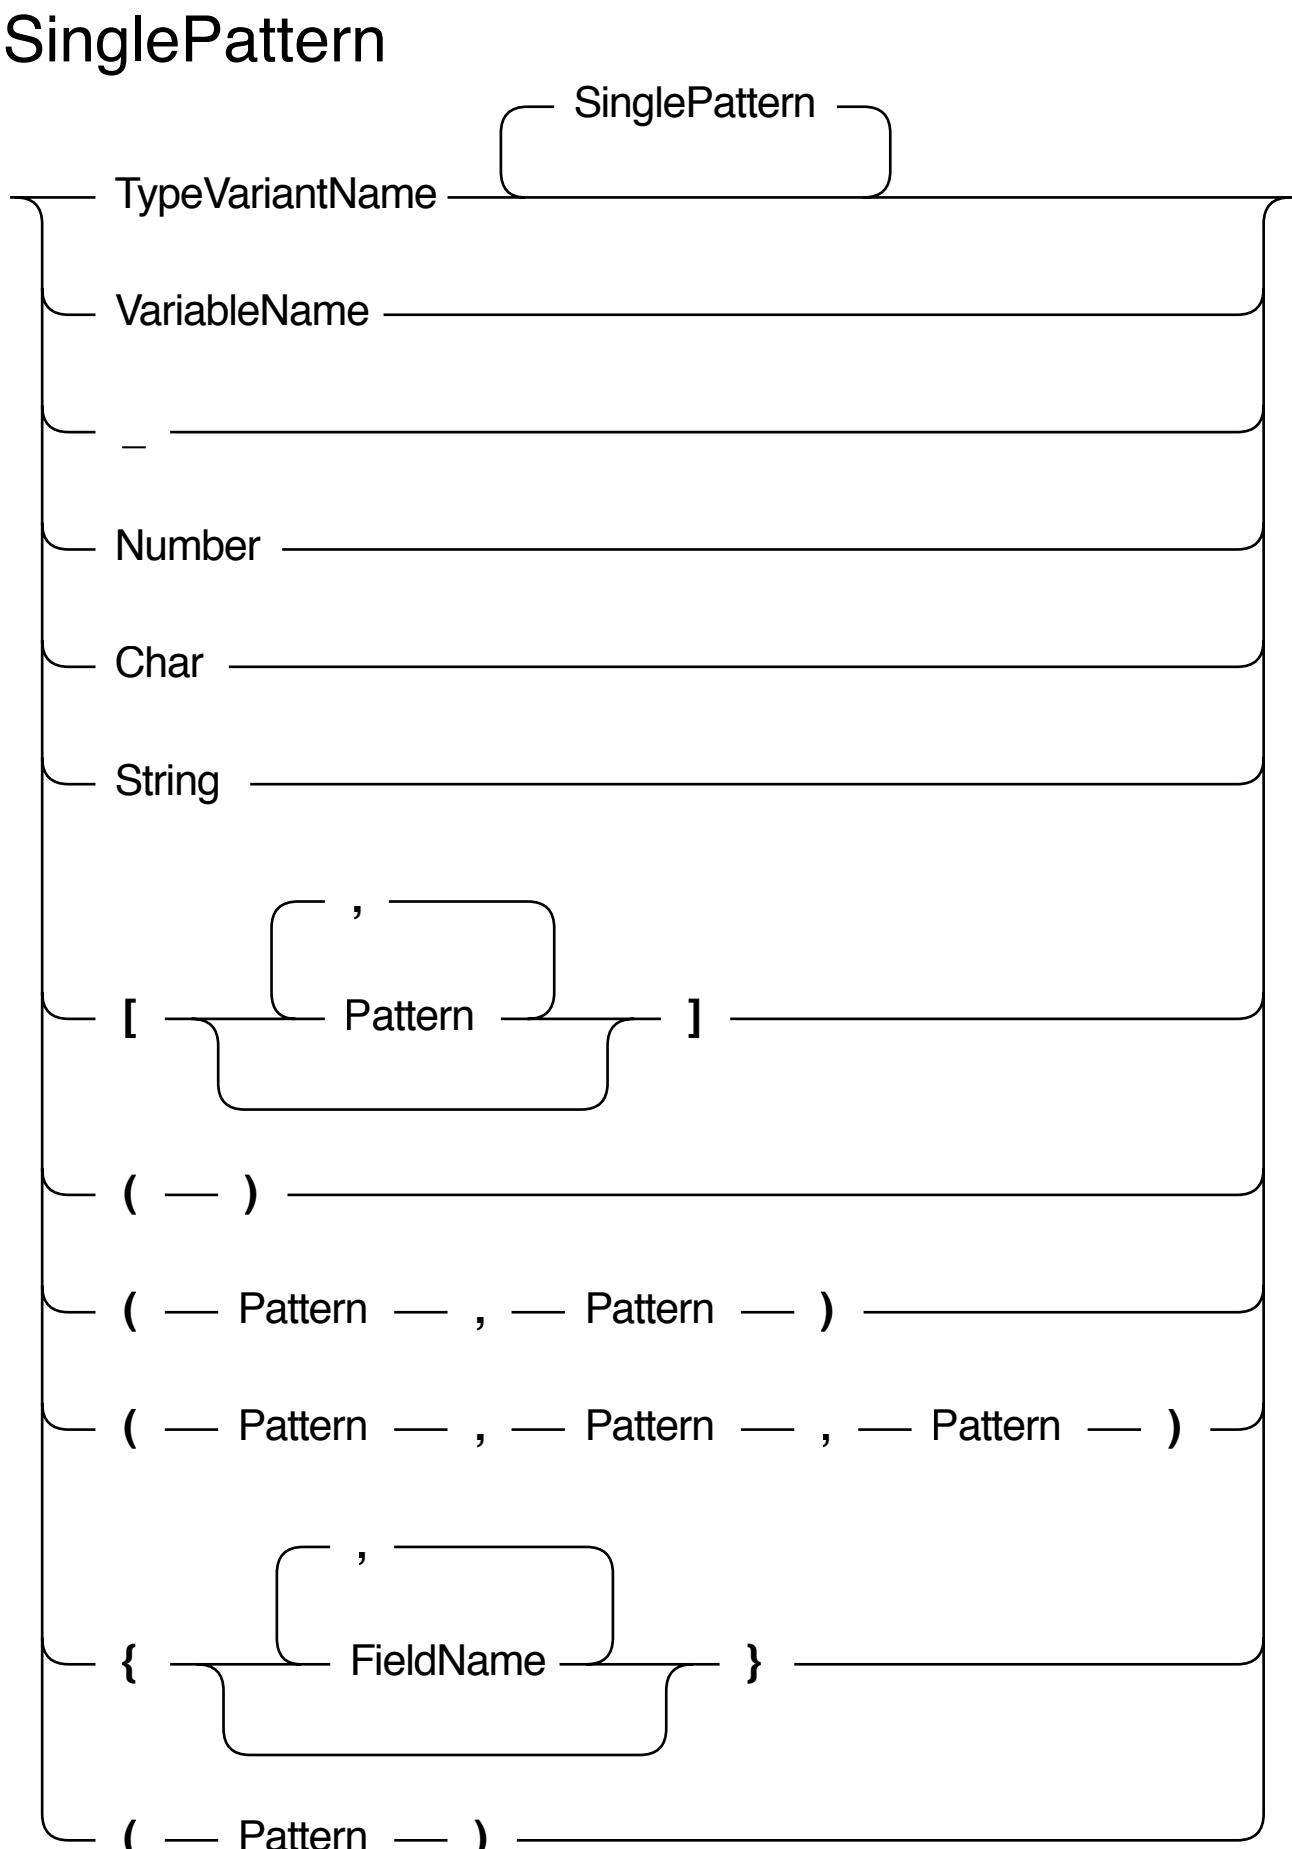 SinglePattern
SinglePattern
TypeVariantName
VariableName
_
Number
Char
String
,
[ Pattern ]
( )
( Pattern , Pattern )
( Pattern , Pattern , Pattern )
,
{ FieldName }
( Pattern )